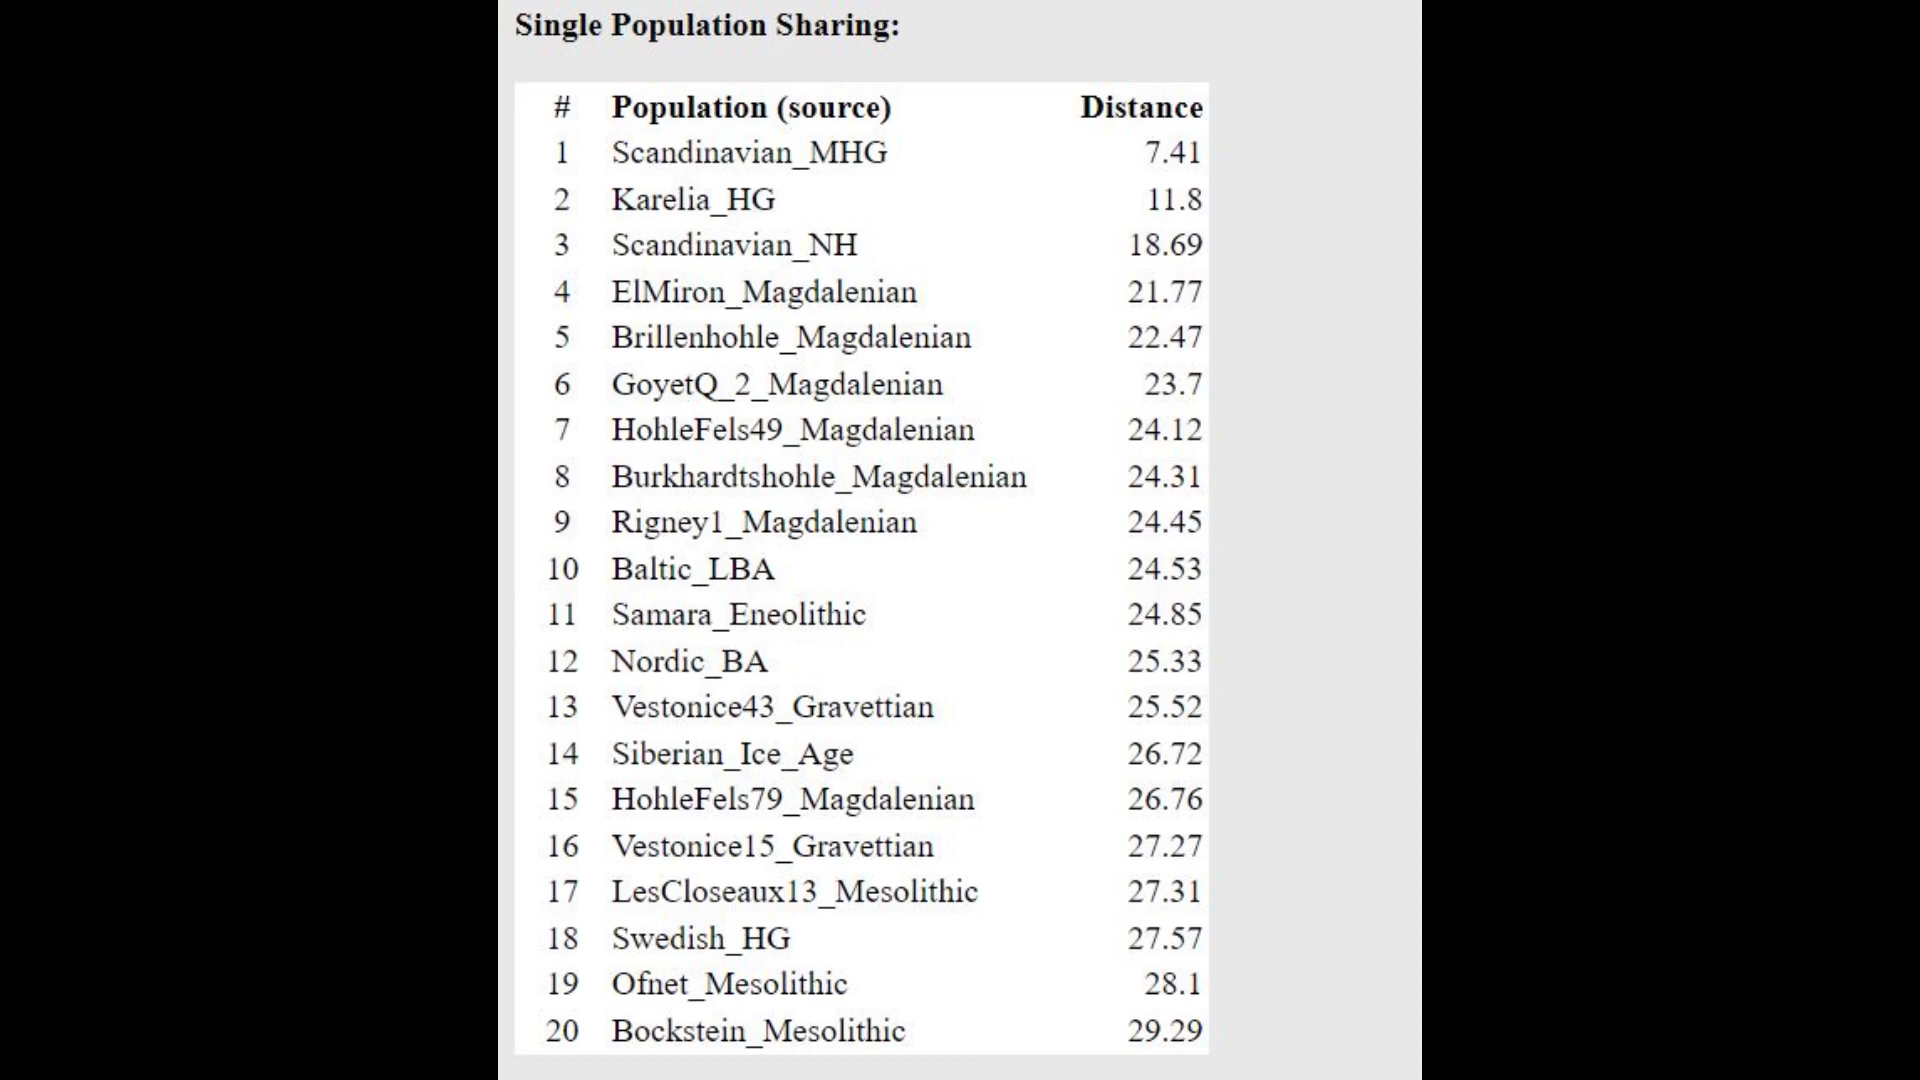 Single Population Sharing:
# Population (source) Distance
1 Scandinavian_MHG 7.41
2 Karelia_HG 11.8
3 Scandinavian_NH 18.69
4 ElMiron_Magdalenian 21.77
5 Brillenhohle_Magdalenian 22.47
6 GoyetQ_2_Magdalenian 23.7
7 HohleFels49_Magdalenian 24.12
8 Burkhardtshohle_Magdalenian 24.31
9 Rigney1_Magdalenian 24.45
10 Baltic_LBA 24.53
11 Samara_Eneolithic 24.85
12 Nordic_BA 25.33
13 Vestonice43_Gravettian 25.52
14 Siberian_Ice_Age 26.72
15 HohleFels79_Magdalenian 26.76
16 Vestonice15_Gravettian 27.27
17 LesCloseaux13_Mesolithic 27.31
18 Swedish_HG 27.57
19 Ofnet_Mesolithic 28.1
20 Bockstein_Mesolithic 29.29